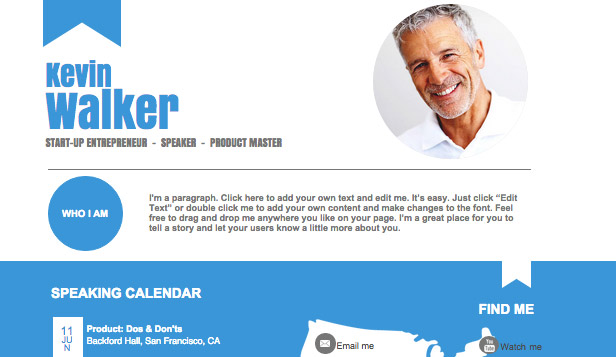 Kevin
Walker
START-UP ENTREPRENEUR - SPEAKER - PRODUCT MASTER
WHO I AM
I'm a paragraph. Click here to add your own text and edit me. It's easy. Just click "Edit
Text" or double click me to add your own content and make changes to the font. Feel
free to drag and drop me anywhere you like on your page. I'm a great place for you to
tell a story and let your users know a little more about you.
SPEAKING CALENDAR
FIND ME
11
JU
N
Product: Dos & Don'ts
Backford Hall, San Francisco, CA
Email me
You
Tube
Watch me